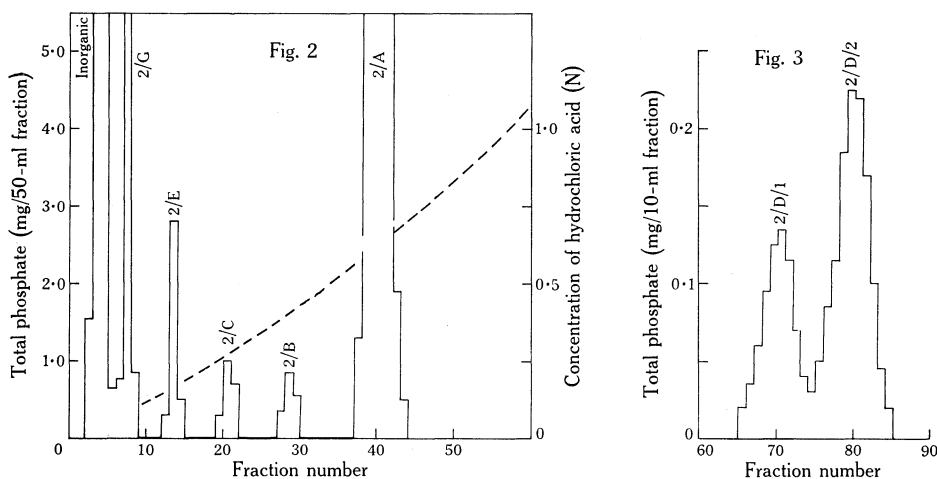 Fig. 2
Total phosphate (mg/50-ml fraction)
5·0
4·0
3·0
2·0
1·0
0
Inorganic
2/G
2/E
2/C
2/B
2/A
Concentration of hydrochloric acid (N)
1·0
0·5
0
10
20
30
40
50
Fraction number
Fig. 3
Total phosphate (mg/10-ml fraction)
0·2
0·1
0
2/D/1
2/D/2
60
70
80
90
Fraction number